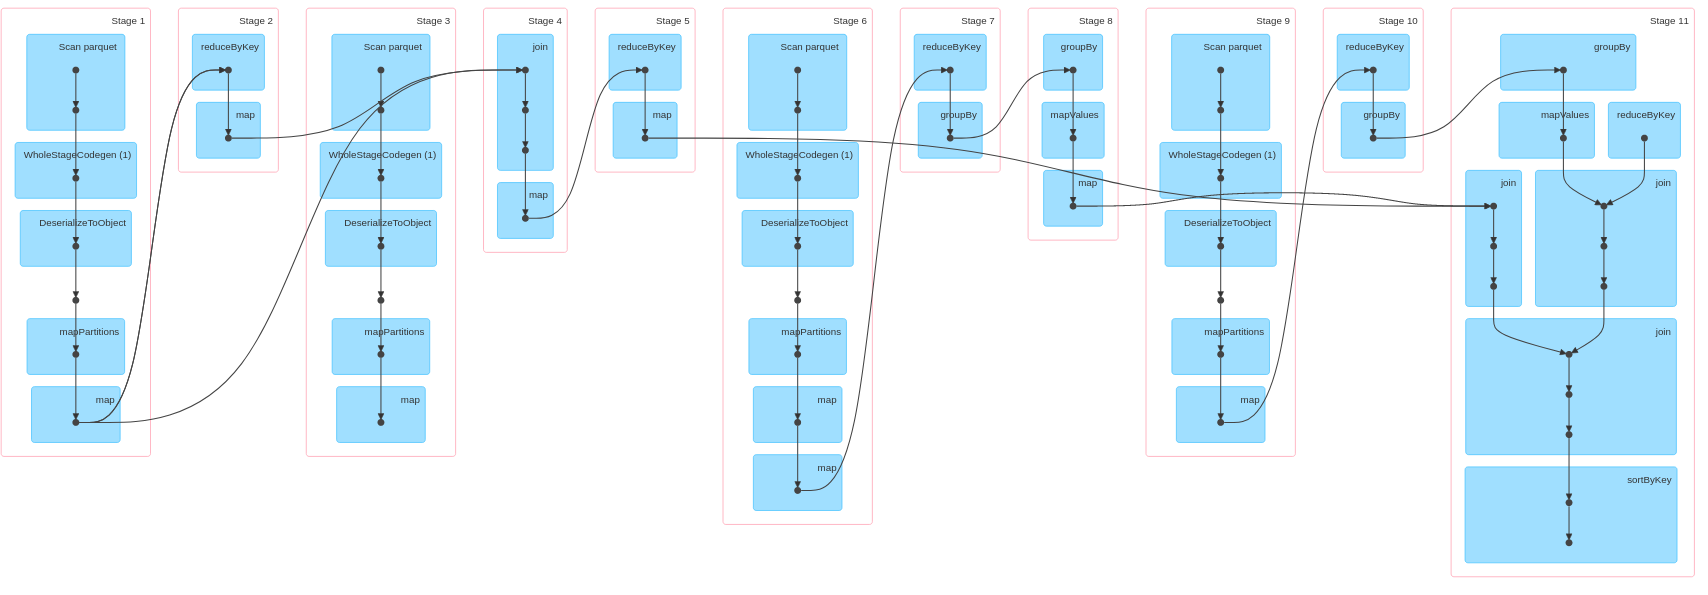 Stage 1
Scan parquet
WholeStageCodegen (1)
DeserializeToObject
mapPartitions
map
Stage 2
reduceByKey
map
Stage 3
Scan parquet
WholeStageCodegen (1)
DeserializeToObject
mapPartitions
map
Stage 4
join
map
Stage 5
reduceByKey
map
Stage 6
Scan parquet
WholeStageCodegen (1)
DeserializeToObject
mapPartitions
map
map
Stage 7
reduceByKey
groupBy
Stage 8
groupBy
mapValues
map
Stage 9
Scan parquet
WholeStageCodegen (1)
DeserializeToObject
mapPartitions
map
Stage 10
reduceByKey
groupBy
Stage 11
groupBy
mapValues
reduceByKey
join
join
join
sortByKey